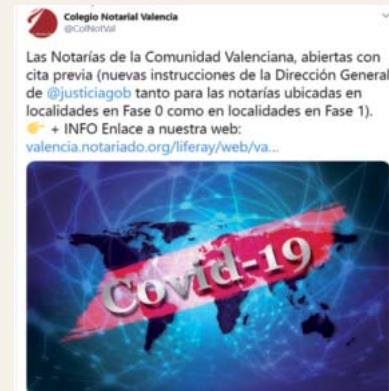 Colegio Notarial Valencia
@ColNotVal
Las Notarías de la Comunidad Valenciana, abiertas con
cita previa (nuevas instrucciones de la Dirección General
de @justiciagob tanto para las notarías ubicadas en
localidades en Fase 0 como en localidades en Fase 1).
👉 + INFO Enlace a nuestra web:
valencia.notariado.org/liferay/web/va...
Covid-19